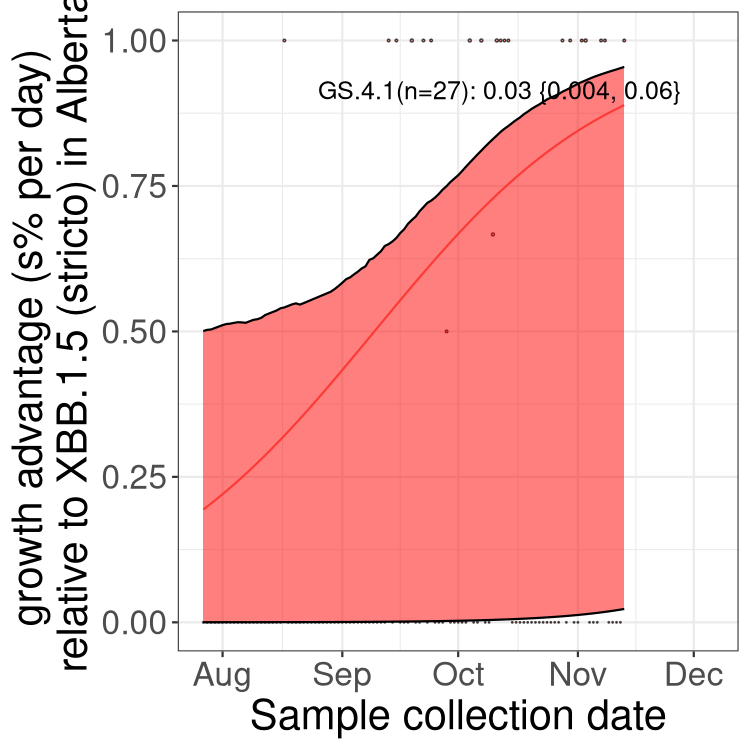 growth advantage (s% per day)
relative to XBB.1.5 (stricto) in Alberta
1.00
0.75
0.50
0.25
0.00
GS.4.1(n=27): 0.03 {0.004, 0.06}
Aug Sep Oct Nov Dec
Sample collection date